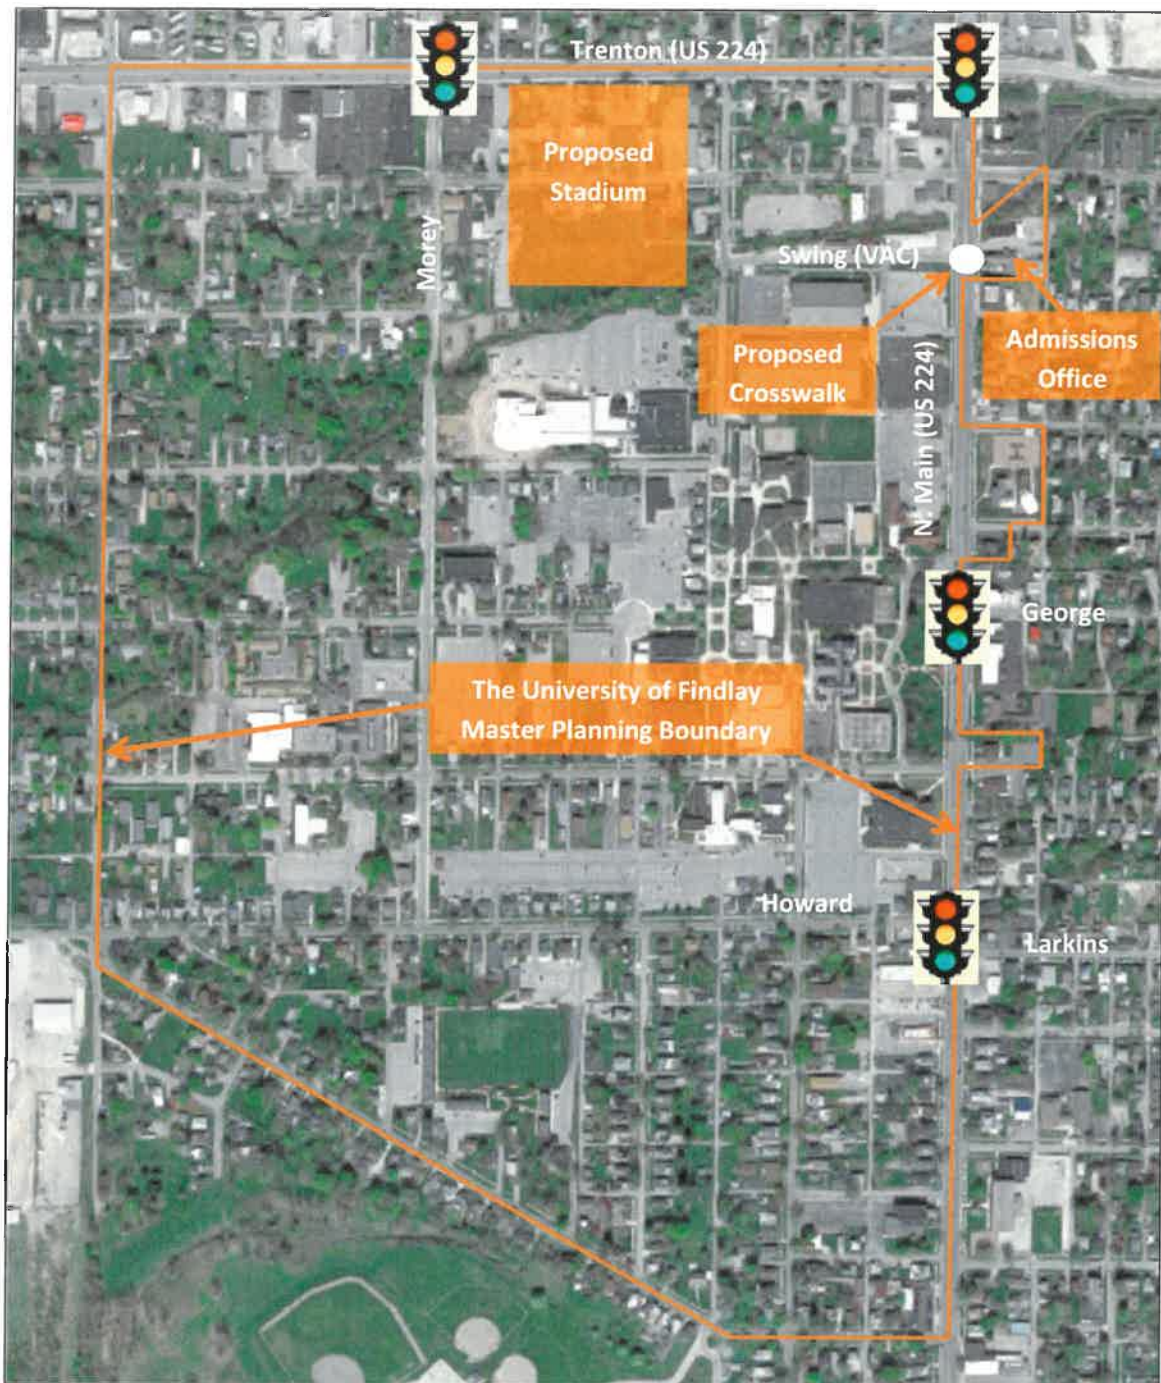 Trenton (US 224)
Proposed
Stadium
Morey
Swing (VAC)
Proposed
Crosswalk
Admissions
Office
N. Main (US 224)
George
The University of Findlay
Master Planning Boundary
Howard
Larkins